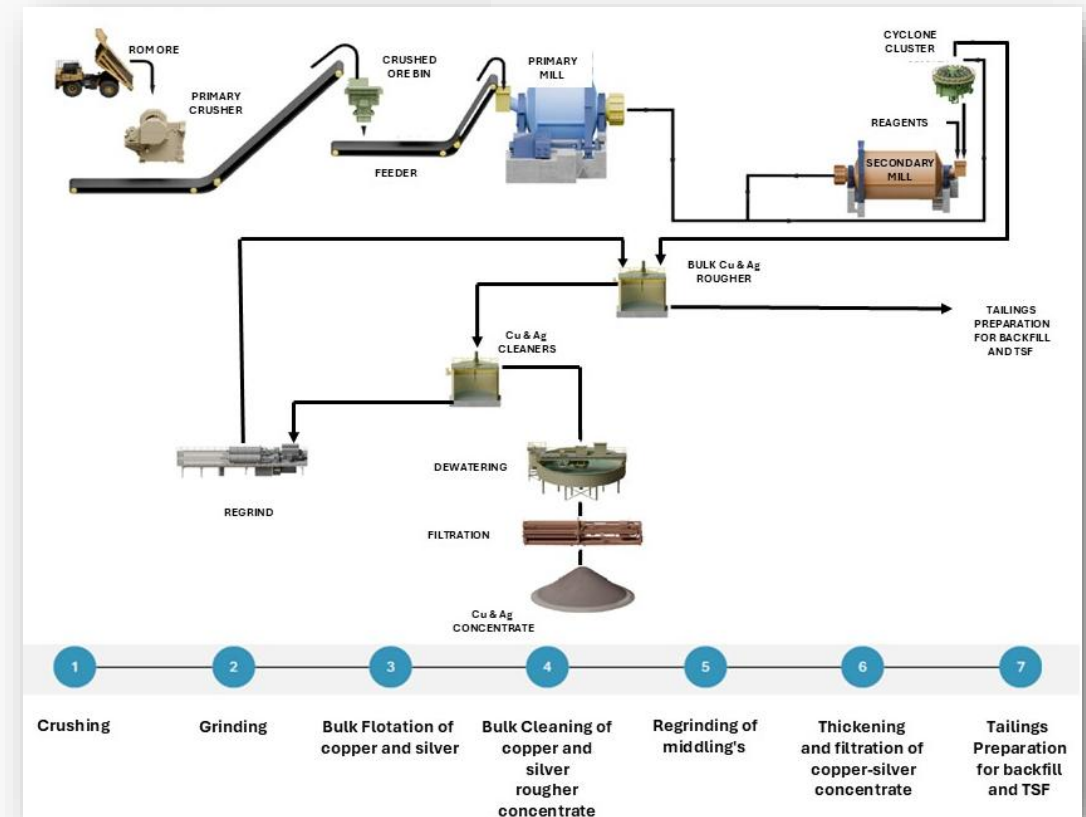 ROM ORE
PRIMARY
CRUSHER
CRUSHED
ORE BIN
FEEDER
PRIMARY
MILL
CYCLONE
CLUSTER
REAGENTS
SECONDARY
MILL
BULK Cu & Ag
ROUGHER
TAILINGS
PREPARATION
FOR BACKFILL
AND TSF
Cu & Ag
CLEANERS
REGRIND
DEWATERING
FILTRATION
Cu & Ag
CONCENTRATE
1
2
3
4
5
6
7
Crushing
Grinding
Bulk Flotation of
copper and silver
Bulk Cleaning of
copper and
silver
rougher
concentrate
Regrinding of
middling's
Thickening
and filtration of
copper-silver
concentrate
Tailings
Preparation
for backfill
and TSF